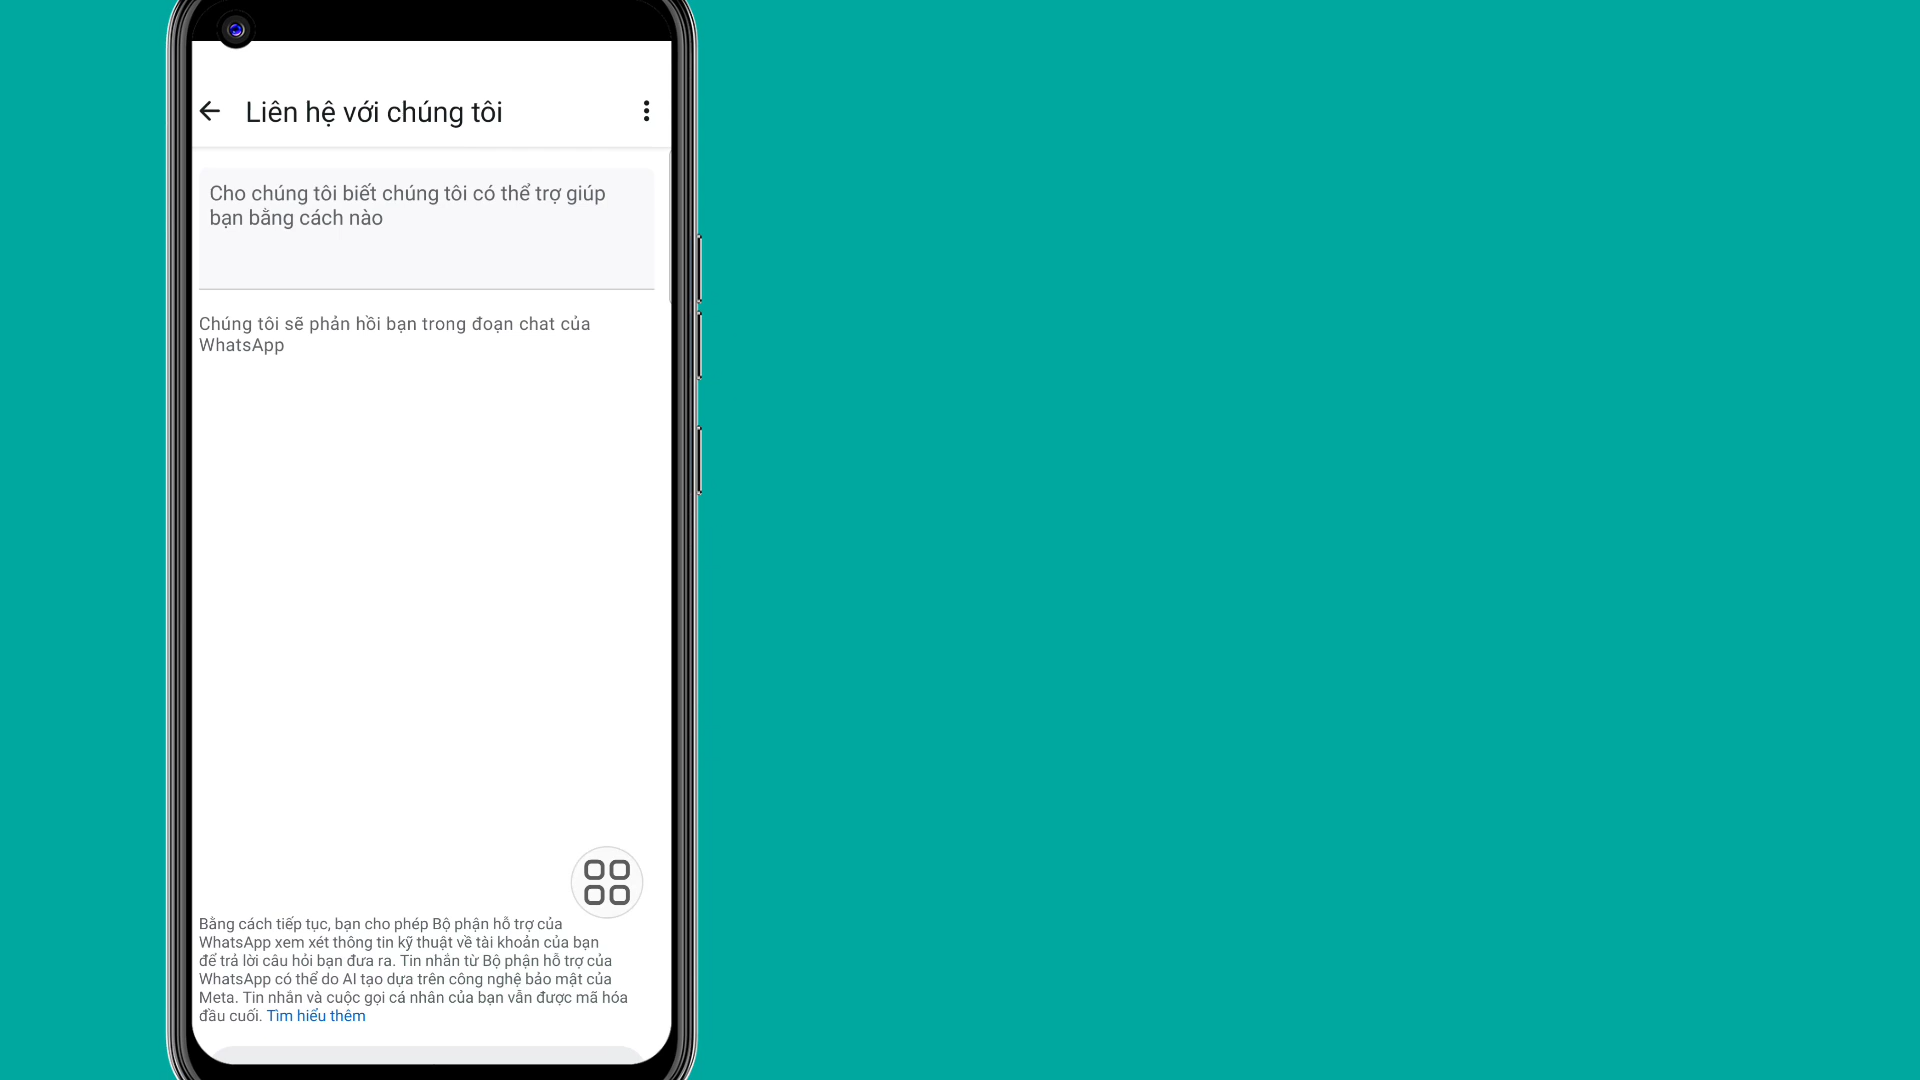 Liên hệ với chúng tôi
Cho chúng tôi biết chúng tôi có thể trợ giúp
bạn bằng cách nào
Chúng tôi sẽ phản hồi bạn trong đoạn chat của
WhatsApp
Bằng cách tiếp tục, bạn cho phép Bộ phận hỗ trợ của
WhatsApp xem xét thông tin kỹ thuật về tài khoản của bạn
để trả lời câu hỏi bạn đưa ra. Tin nhắn từ Bộ phận hỗ trợ của
WhatsApp có thể do AI tạo dựa trên công nghệ bảo mật của
Meta. Tin nhắn và cuộc gọi cá nhân của bạn vẫn được mã hóa
đầu cuối. Tìm hiểu thêm